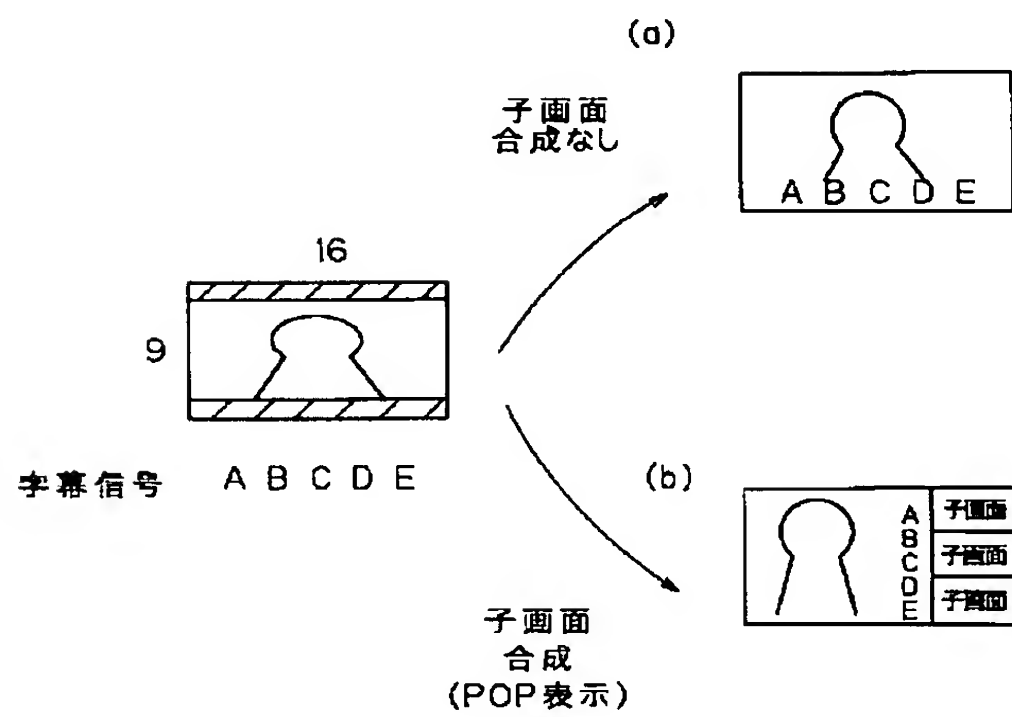 (a)
子画面
合成なし
A B C D E
16
9
字幕信号 A B C D E
(b)
A
B
C
D
E
子画面
子画面
子画面
子画面
合成
(POP表示)